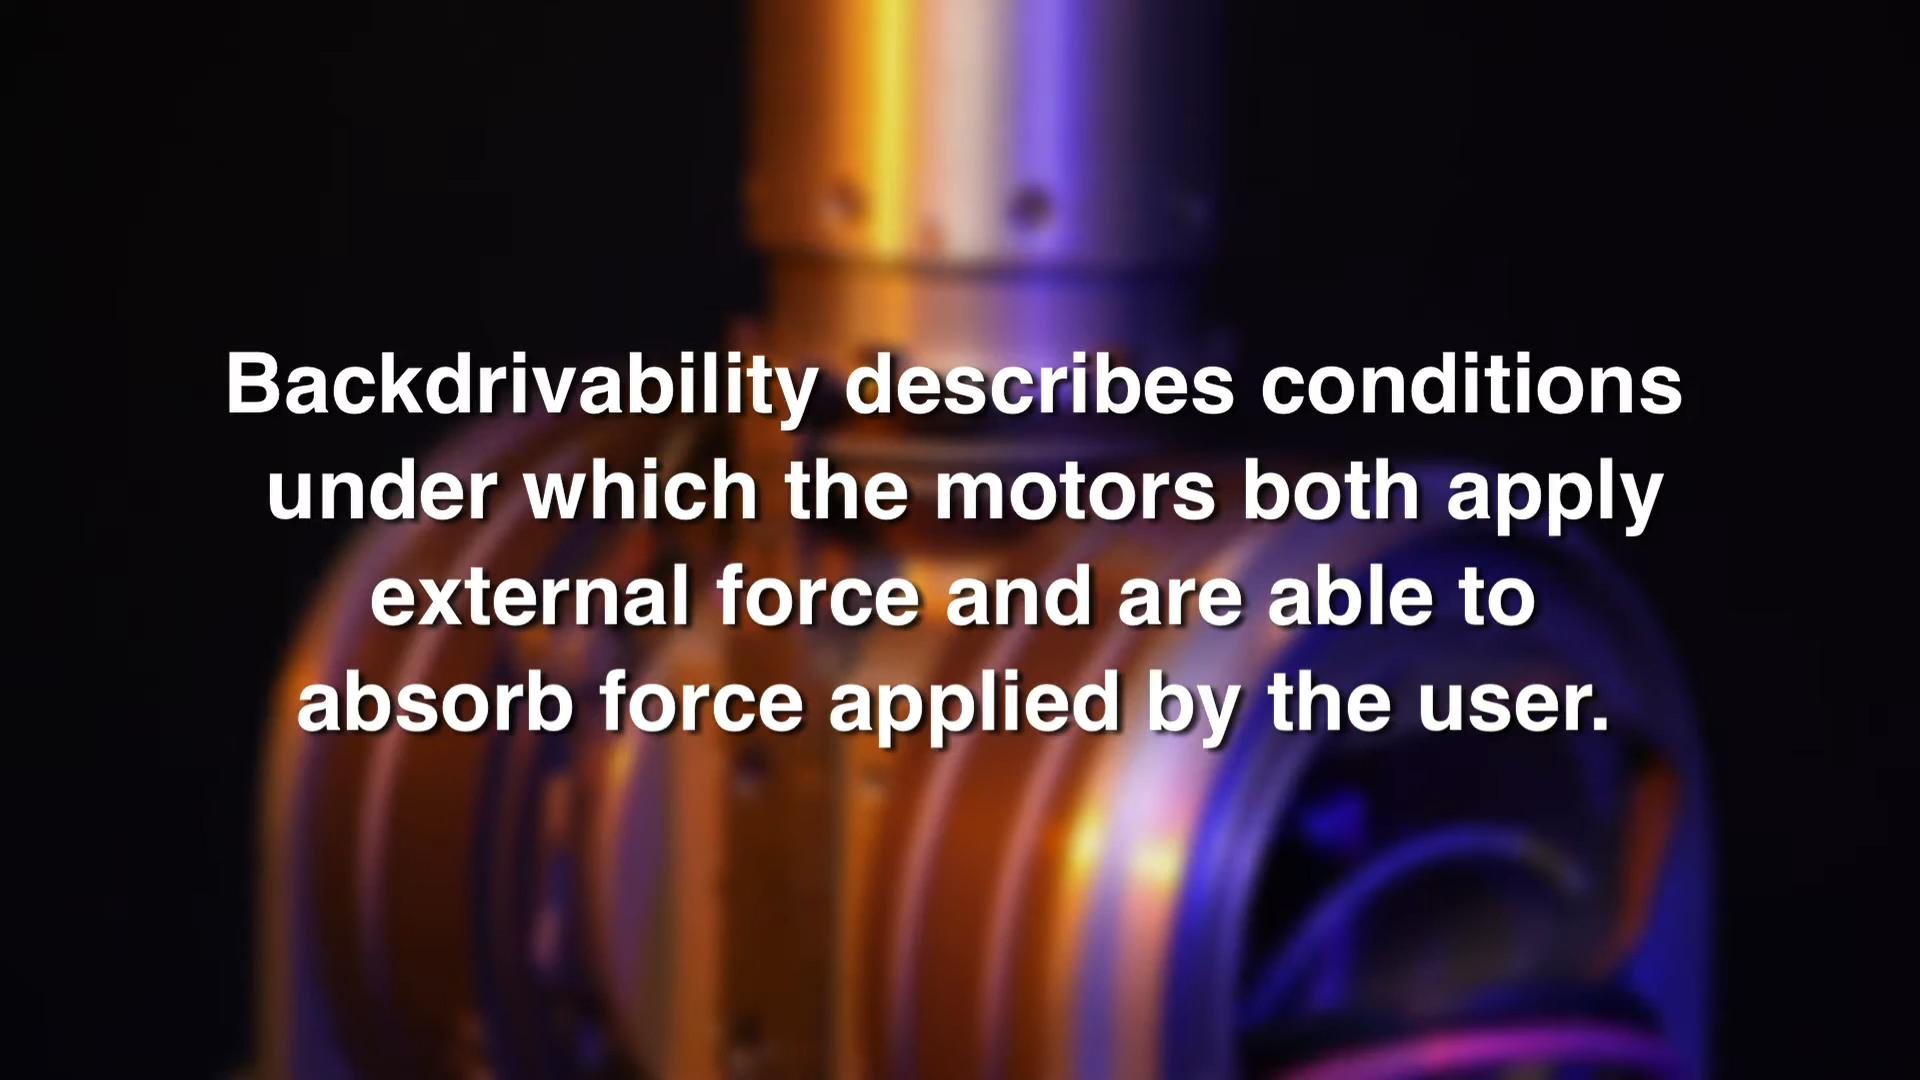 Backdrivability describes conditions
under which the motors both apply
external force and are able to
absorb force applied by the user.